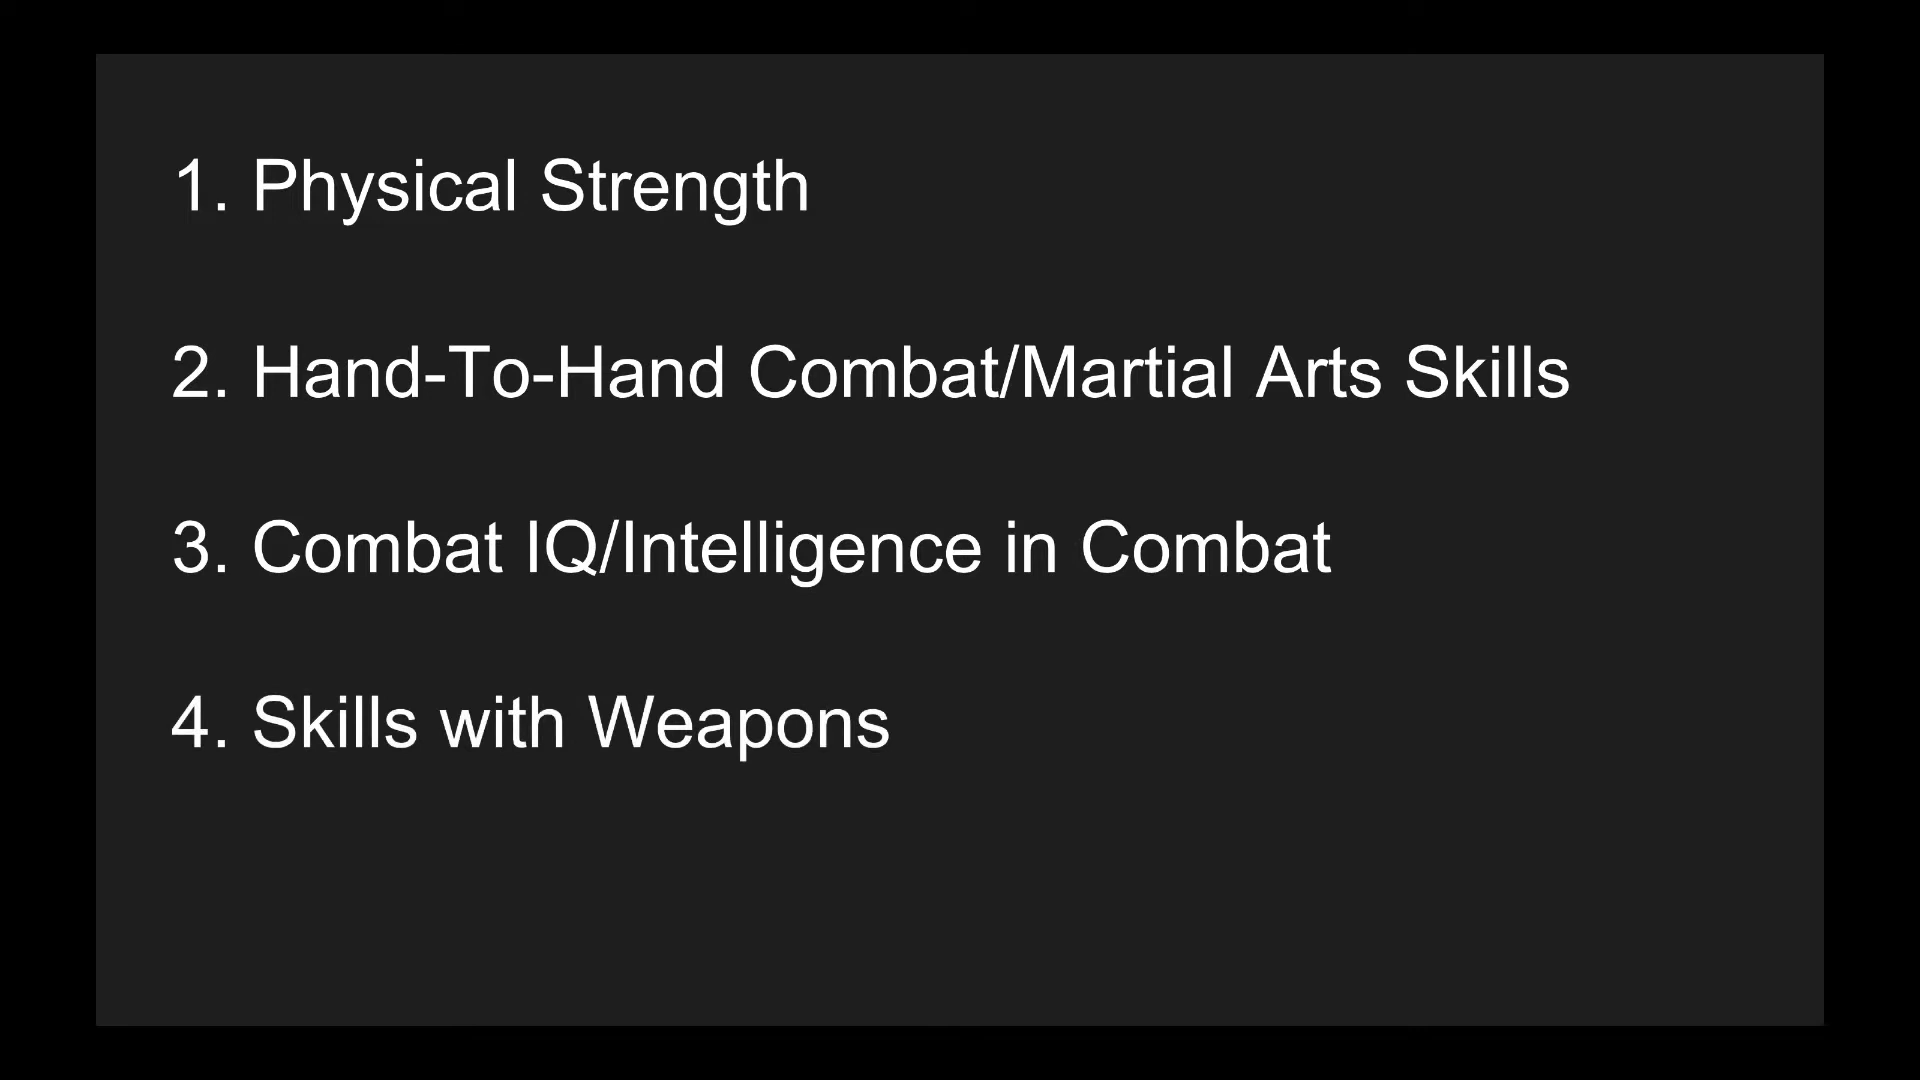 1. Physical Strength
2. Hand-To-Hand Combat/Martial Arts Skills
3. Combat IQ/Intelligence in Combat
4. Skills with Weapons